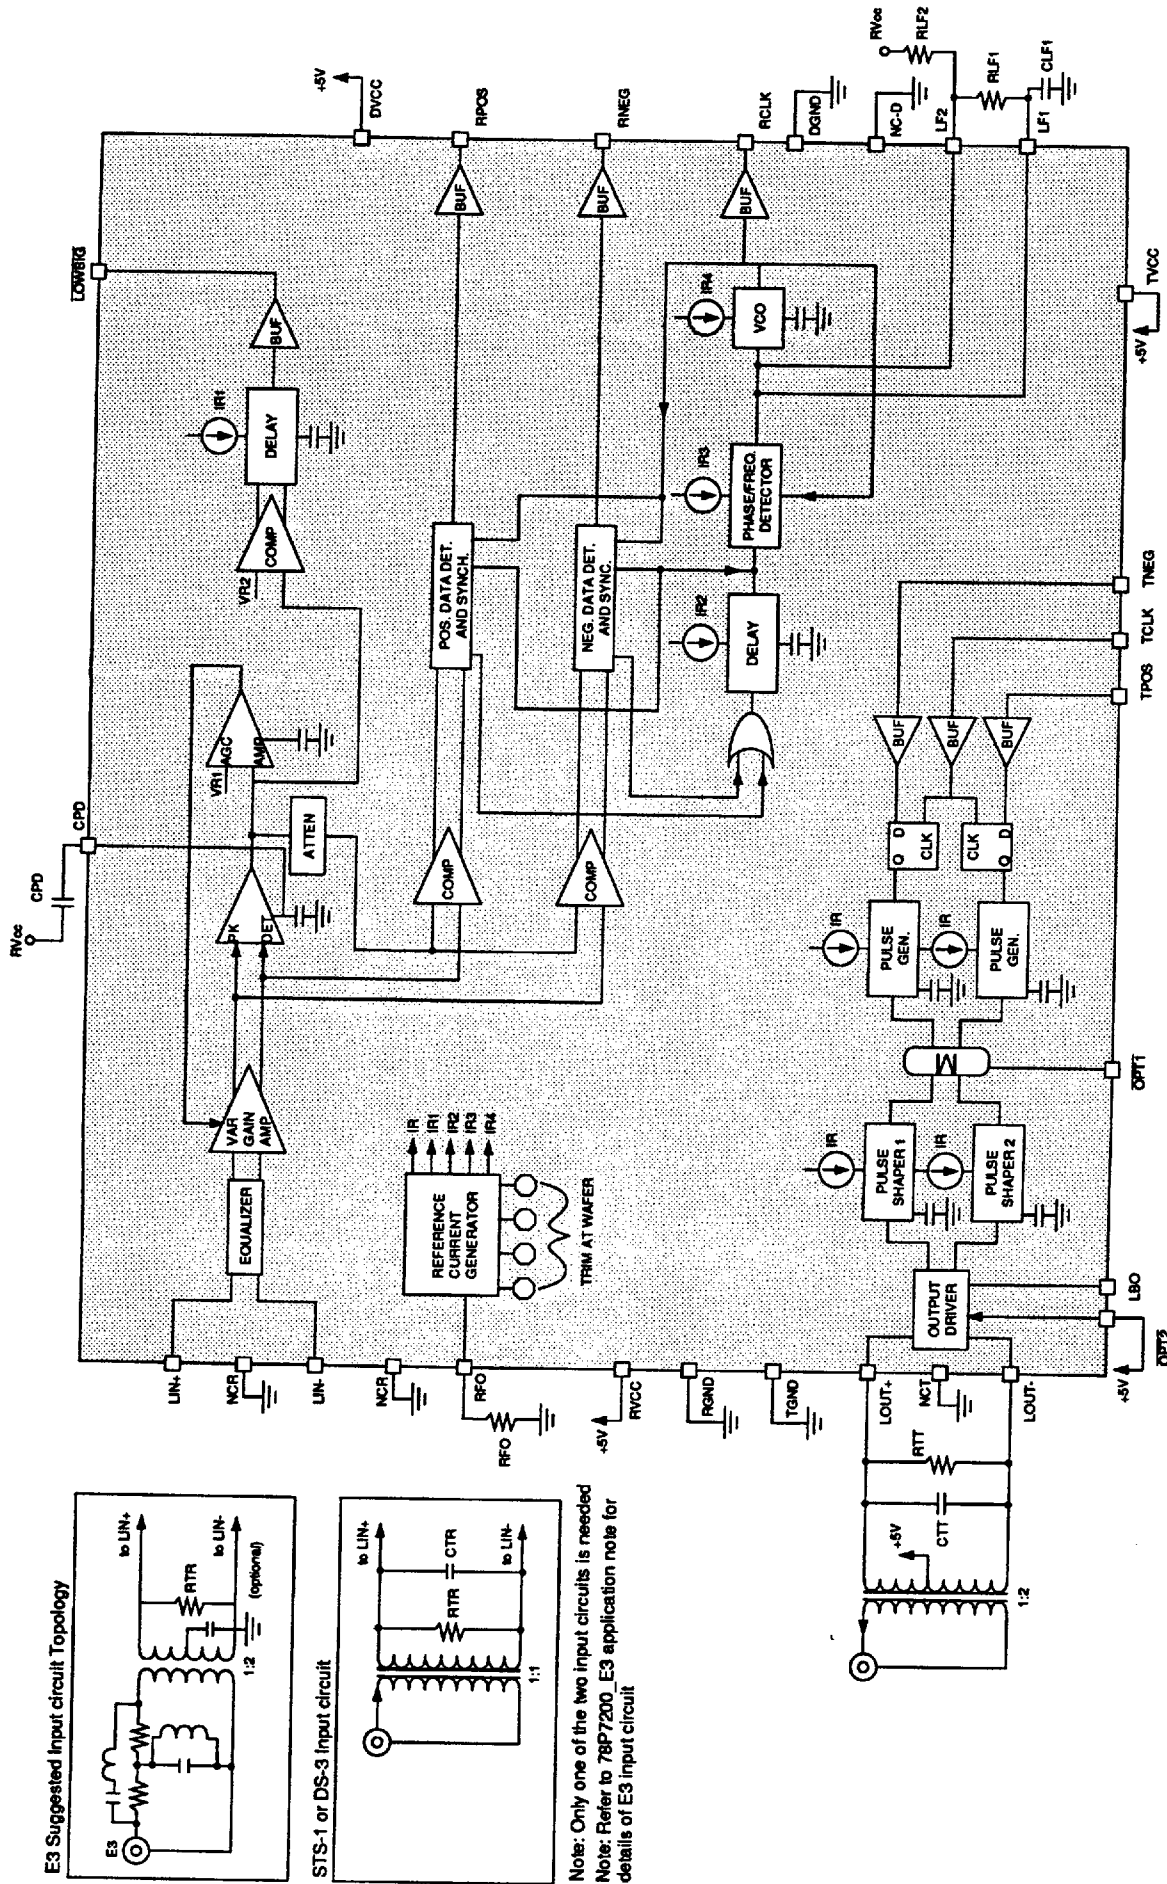 E3 Suggested Input circuit Topology
E3
1:2
RTR
(optional)
to LIN+
to LIN-
STS-1 or DS-3 Input circuit
1:1
RTR
CTR
to LIN+
to LIN-
Note: Only one of the two input circuits is needed
Note: Refer to 78P7200_E3 application note for
details of E3 input circuit
LIN+
NCR
LIN-
NCR
RFO
RFO
+5V
RVCC
RGND
TGND
LOUT+
NCT
LOUT-
RTT
CTT
+5V
1:2
EQUALIZER
VAR
GAIN
AMP
PK
DET
RVcc
CPD
CPD
ATTEN
VR1
AGC
AMP
VR2
COMP
IR1
DELAY
BUF
LOWSIG
+5V
DVCC
REFERENCE
CURRENT
GENERATOR
IR
IR1
IR2
IR3
IR4
TRIM AT WAFER
COMP
COMP
POS. DATA DET.
AND SYNCH.
NEG. DATA DET.
AND SYNC.
BUF
RPOS
BUF
RNEG
BUF
RCLK
DGND
NC-D
LF2
LF1
RVcc
RLF2
RLF1
CLF1
IR2
DELAY
IR3
PHASE/FREQ.
DETECTOR
IR4
VCO
OUTPUT
DRIVER
IR
PULSE
SHAPER 1
IR
PULSE
SHAPER 2
M
IR
PULSE
GEN.
IR
PULSE
GEN.
Q
D
CLK
CLK
Q
D
BUF
BUF
BUF
+5V
OPT2
LBO
OPT1
TPOS
TCLK
TNEG
+5V
TVCC